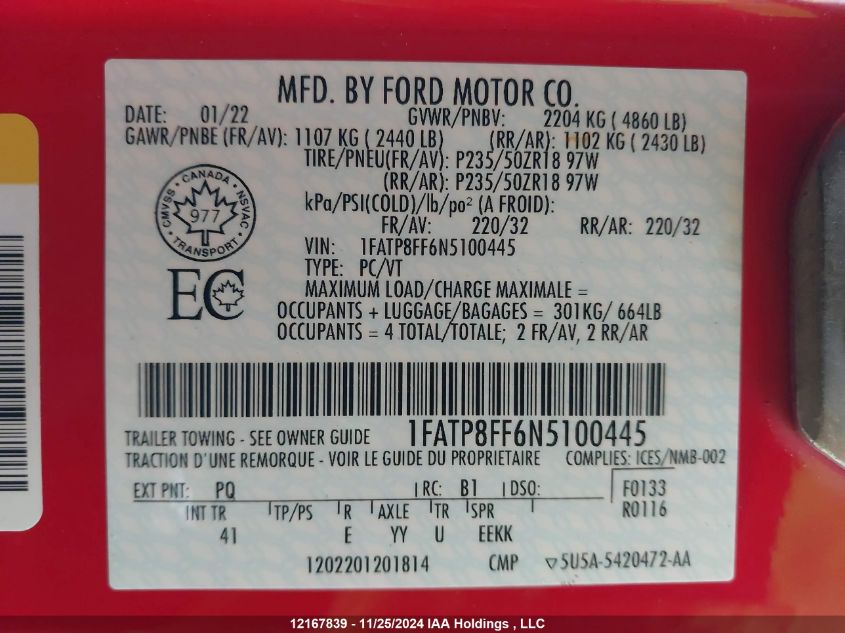 MFD. BY FORD MOTOR CO.
DATE: 01/22 GVWR/PNBV: 2204 KG ( 4860 LB)
GAWR/PNBE (FR/AV): 1107 KG ( 2440 LB) (RR/AR): 1102 KG ( 2430 LB)
TIRE/PNEU(FR/AV): P235/50ZR18 97W
(RR/AR): P235/50ZR18 97W
kPa/PSI(COLD)/lb/po² (A FROID):
FR/AV: 220/32 RR/AR: 220/32
CMVSS • CANADA • NSVAC
977
TRANSPORT
VIN: 1FATP8FF6N5100445
TYPE: PC/VT
EC
MAXIMUM LOAD/CHARGE MAXIMALE =
OCCUPANTS + LUGGAGE/BAGAGES = 301KG/ 664LB
OCCUPANTS = 4 TOTAL/TOTALE; 2 FR/AV, 2 RR/AR
TRAILER TOWING - SEE OWNER GUIDE 1FATP8FF6N5100445
TRACTION D'UNE REMORQUE - VOIR LE GUIDE DU PROPRIETAIRE COMPLIES: ICES/NMB-002
EXT PNT: PQ RC: B1 DSO: F0133
INT TR TP/PS R AXLE TR SPR R0116
41 E YY U EEKK
1202201201814 CMP ▽5U5A-5420472-AA
12167839 - 11/25/2024 IAA Holdings , LLC